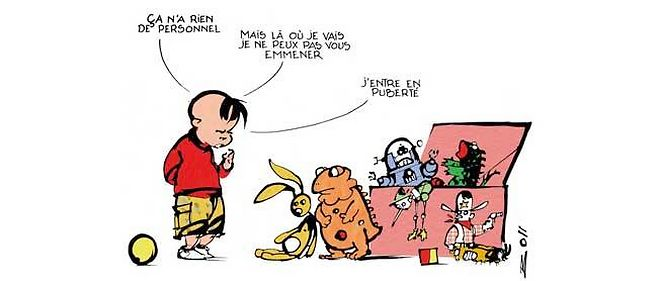 ÇA N'A RIEN
DE PERSONNEL
MAIS LÀ OÙ JE VAIS
JE NE PEUX PAS VOUS
EMMENER
J'ENTRE EN
PUBERTÉ